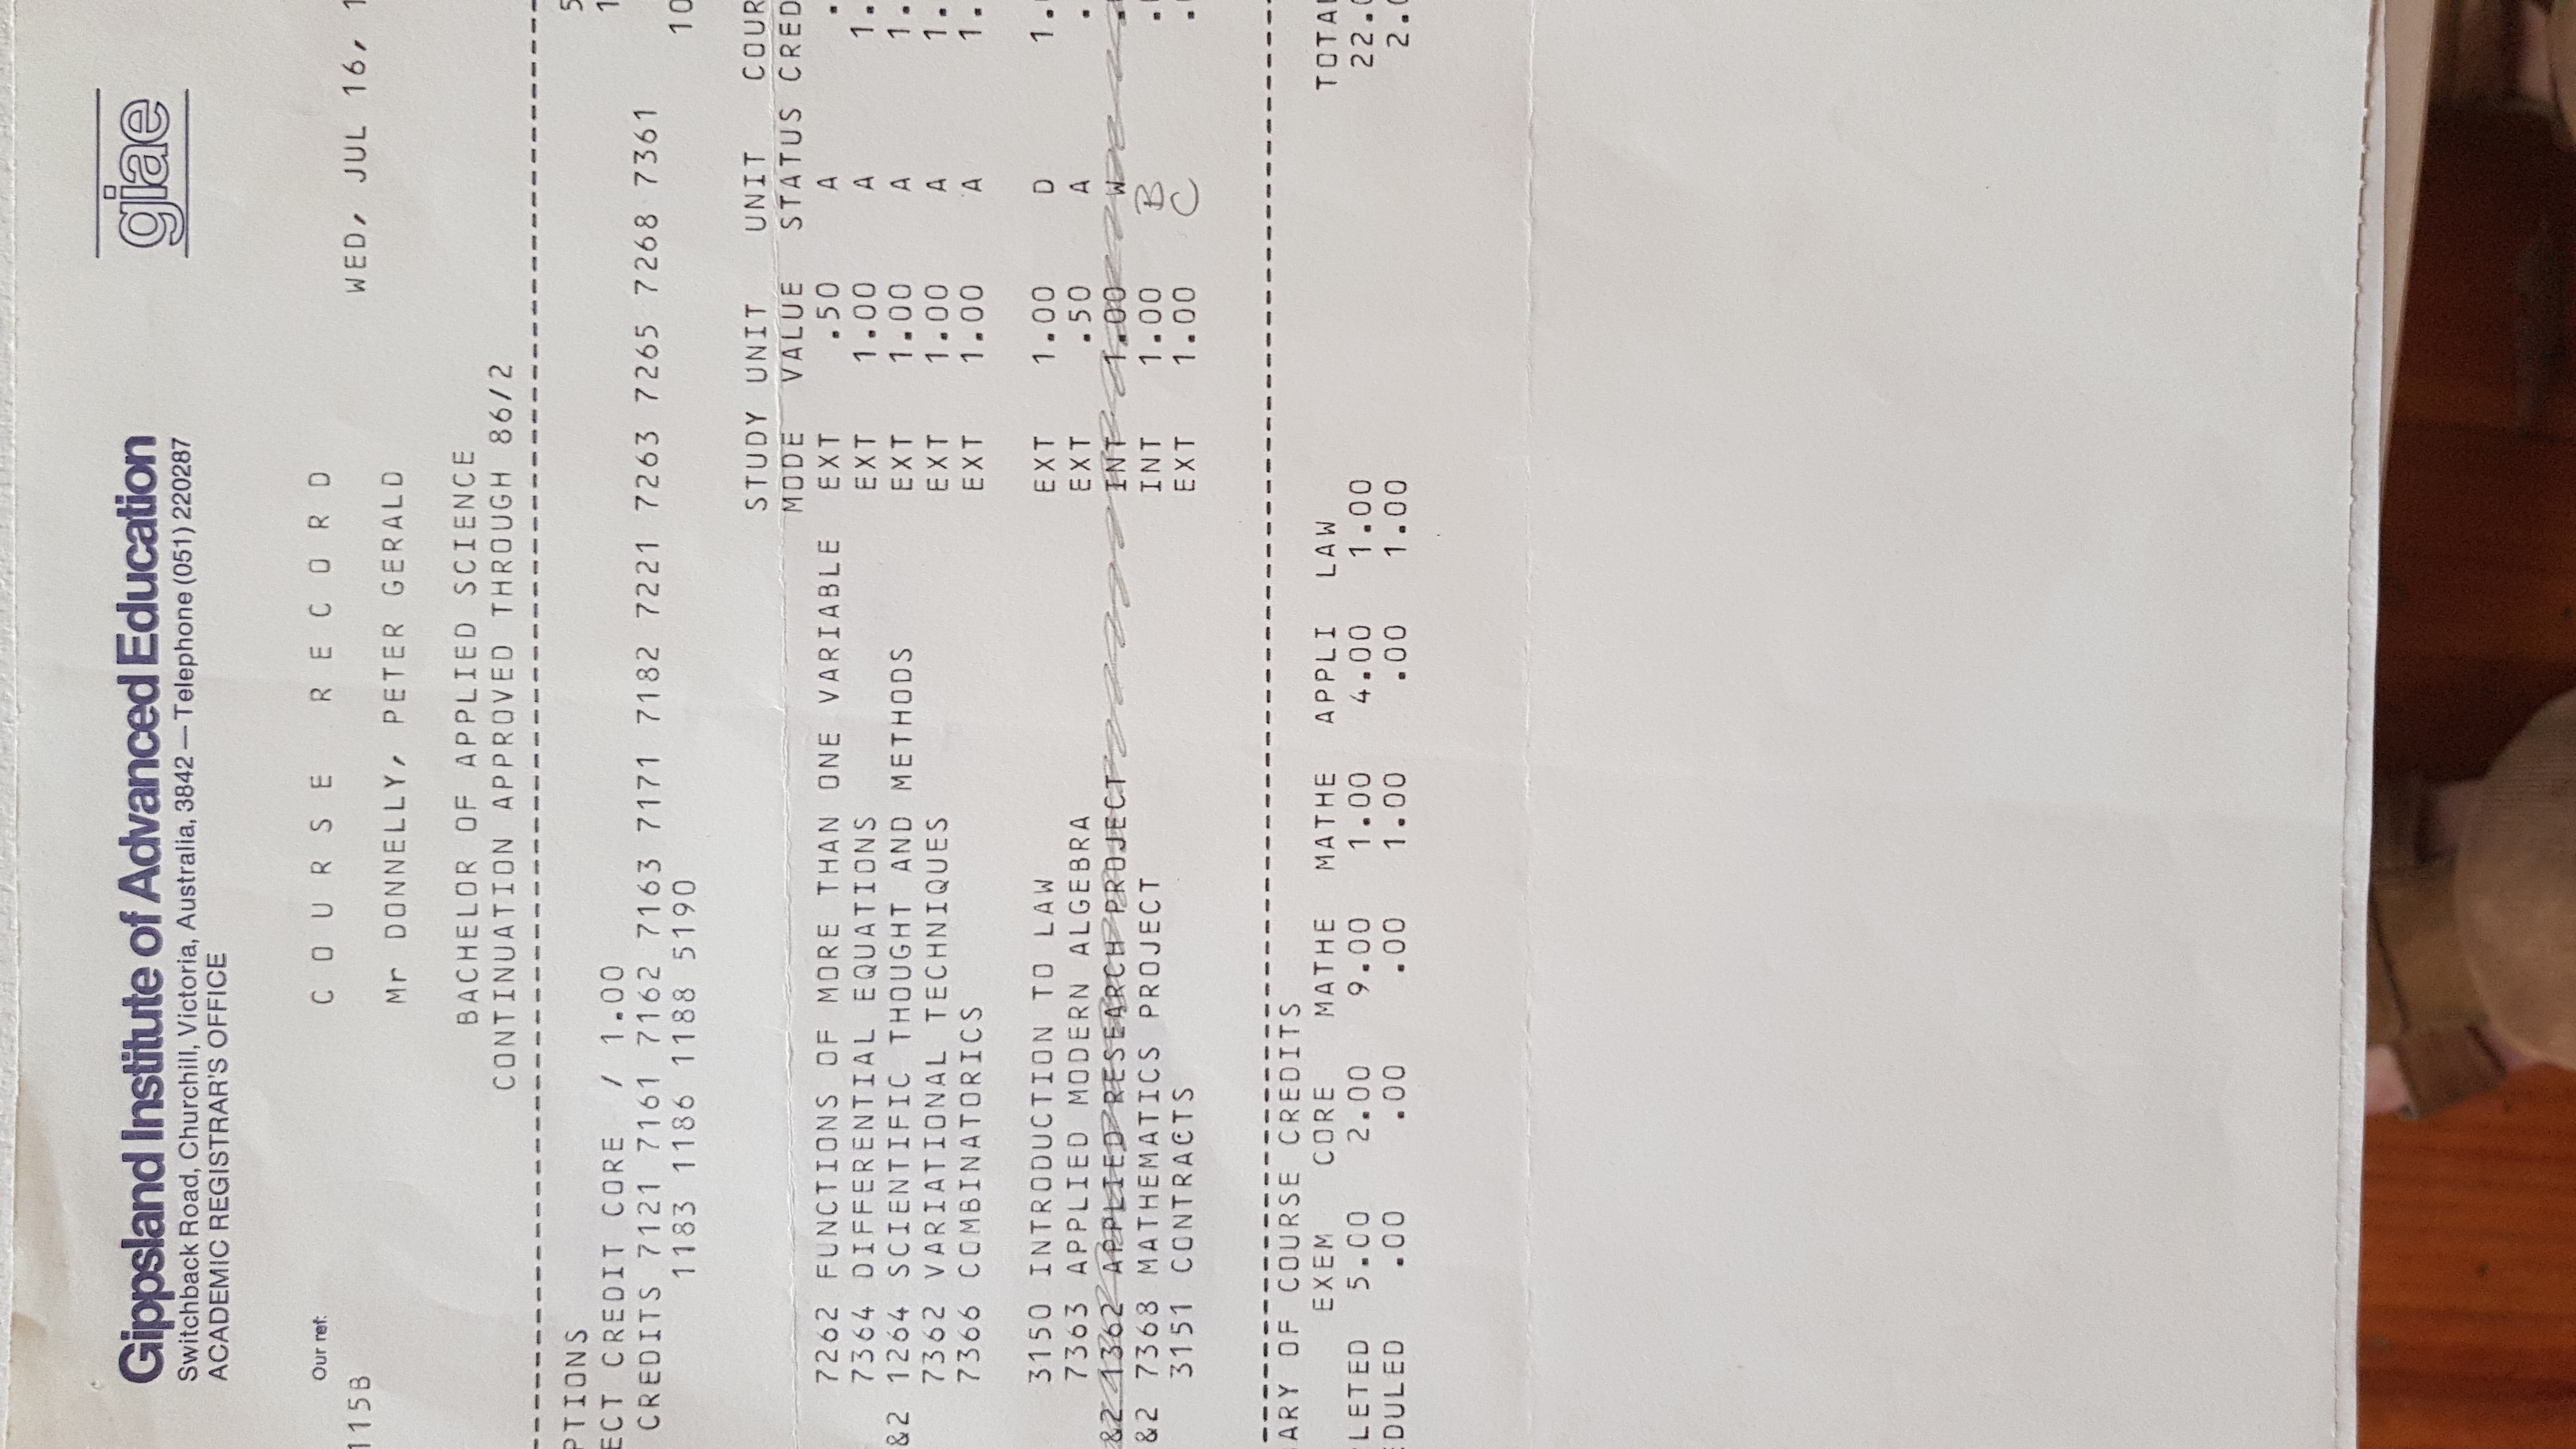 Gippsland Institute of Advanced Education
giae
Switchback Road, Churchill, Victoria, Australia, 3842 — Telephone (051) 220287
ACADEMIC REGISTRAR'S OFFICE
Our ref:
COURSE RECORD
115B WED, JUL 16, 1
Mr DONNELLY, PETER GERALD
BACHELOR OF APPLIED SCIENCE
CONTINUATION APPROVED THROUGH 86/2
PTIONS 5
ECT CREDIT CORE / 1.00 1
CREDITS 7121 7161 7162 7163 7171 7182 7221 7263 7265 7268 7361
1183 1186 1188 5190 10
STUDY UNIT UNIT COUR
MODE VALUE STATUS CRED
7262 FUNCTIONS OF MORE THAN ONE VARIABLE EXT .50 A .
7364 DIFFERENTIAL EQUATIONS EXT 1.00 A 1.
&2 1264 SCIENTIFIC THOUGHT AND METHODS EXT 1.00 A 1.
7362 VARIATIONAL TECHNIQUES EXT 1.00 A 1.
7366 COMBINATORICS EXT 1.00 A 1.
3150 INTRODUCTION TO LAW EXT 1.00 D 1.
7363 APPLIED MODERN ALGEBRA EXT .50 A .
&2 1362 APPLIED RESEARCH PROJECT INT 1.00 W .
&2 7368 MATHEMATICS PROJECT INT 1.00 B .
3151 CONTRACTS EXT 1.00 C .
ARY OF COURSE CREDITS
EXEM CORE MATHE MATHE APPLI LAW TOTAL
LETED 5.00 2.00 9.00 1.00 4.00 1.00 22.0
EDULED .00 .00 .00 1.00 .00 1.00 2.0